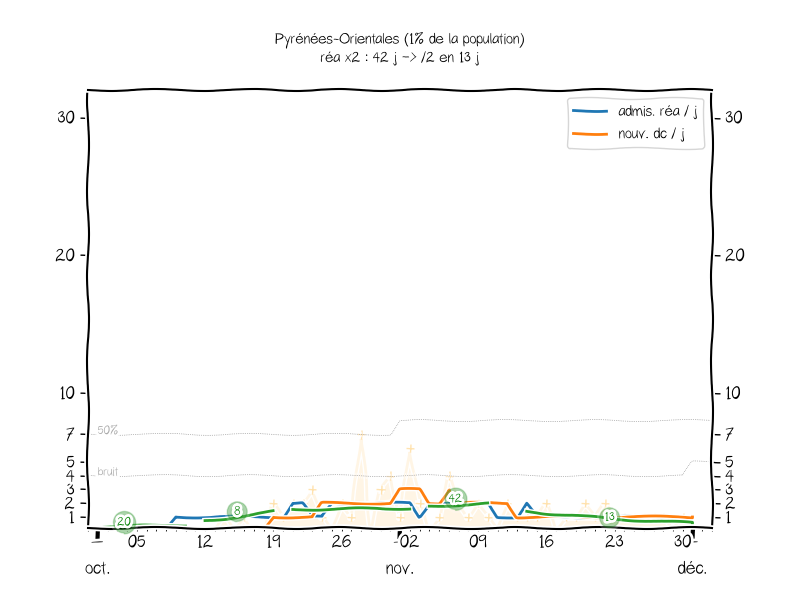 Pyrénées-Orientales (1% de la population)
réa x2 : 42 j -> /2 en 13 j
admis. réa / j
nouv. dc / j
30 30
20 20
10 10
7 7
50%
5 5
4 4
bruit
3 3
2 2
1 1
20 8 42 13
05 12 19 26 02 09 16 23 30
oct. nov. déc.